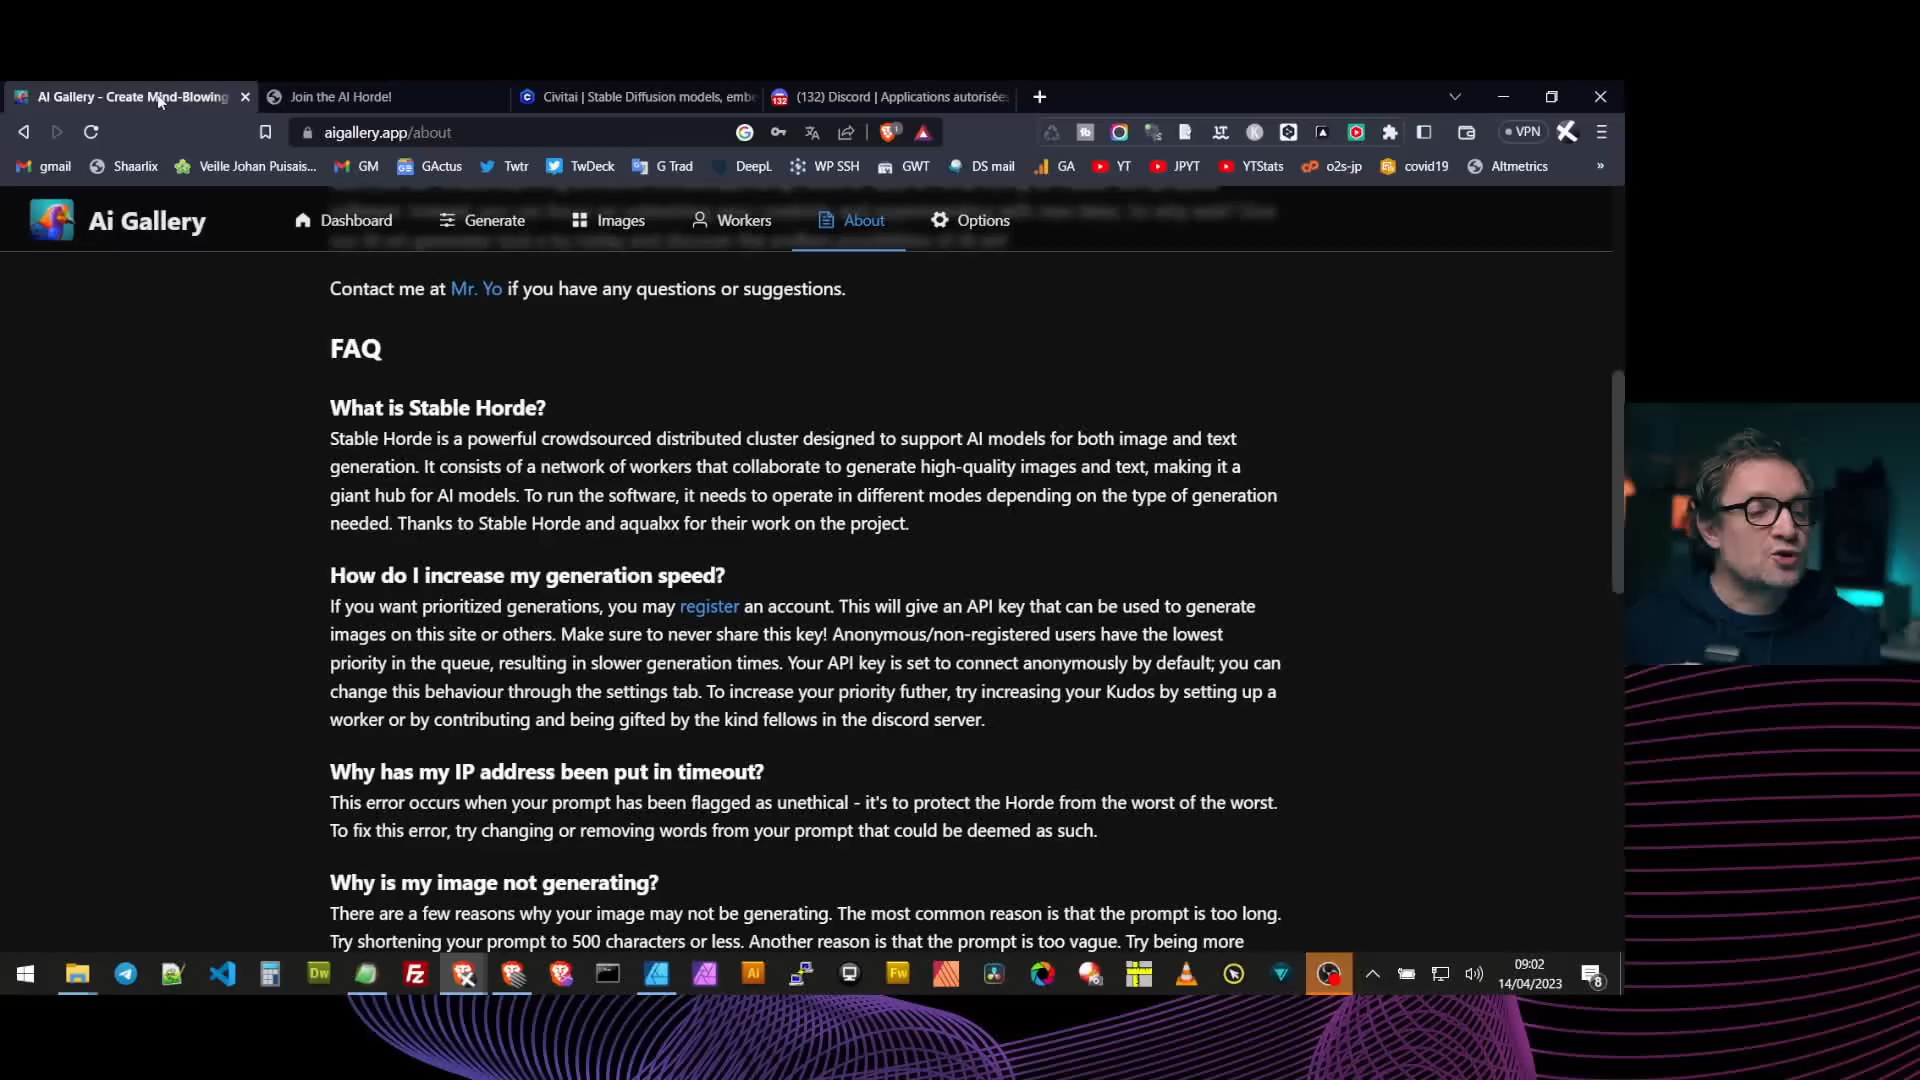 AI Gallery - Create Mind-Blowing
Join the AI Horde!
Civitai | Stable Diffusion models, embe
(132) Discord | Applications autorisées
aigallery.app/about
VPN
gmail
Shaarlix
Veille Johan Puisais...
GM
GActus
Twtr
TwDeck
G Trad
DeepL
WP SSH
GWT
DS mail
GA
YT
JPYT
YTStats
o2s-jp
covid19
Altmetrics
»
Ai Gallery
Dashboard
Generate
Images
Workers
About
Options
Contact me at Mr. Yo if you have any questions or suggestions.
FAQ
What is Stable Horde?
Stable Horde is a powerful crowdsourced distributed cluster designed to support AI models for both image and text
generation. It consists of a network of workers that collaborate to generate high-quality images and text, making it a
giant hub for AI models. To run the software, it needs to operate in different modes depending on the type of generation
needed. Thanks to Stable Horde and aqualxx for their work on the project.
How do I increase my generation speed?
If you want prioritized generations, you may register an account. This will give an API key that can be used to generate
images on this site or others. Make sure to never share this key! Anonymous/non-registered users have the lowest
priority in the queue, resulting in slower generation times. Your API key is set to connect anonymously by default; you can
change this behaviour through the settings tab. To increase your priority futher, try increasing your Kudos by setting up a
worker or by contributing and being gifted by the kind fellows in the discord server.
Why has my IP address been put in timeout?
This error occurs when your prompt has been flagged as unethical - it's to protect the Horde from the worst of the worst.
To fix this error, try changing or removing words from your prompt that could be deemed as such.
Why is my image not generating?
There are a few reasons why your image may not be generating. The most common reason is that the prompt is too long.
Try shortening your prompt to 500 characters or less. Another reason is that the prompt is too vague. Try being more
Dw
Fz
Ai
Fw
09:02
14/04/2023
8